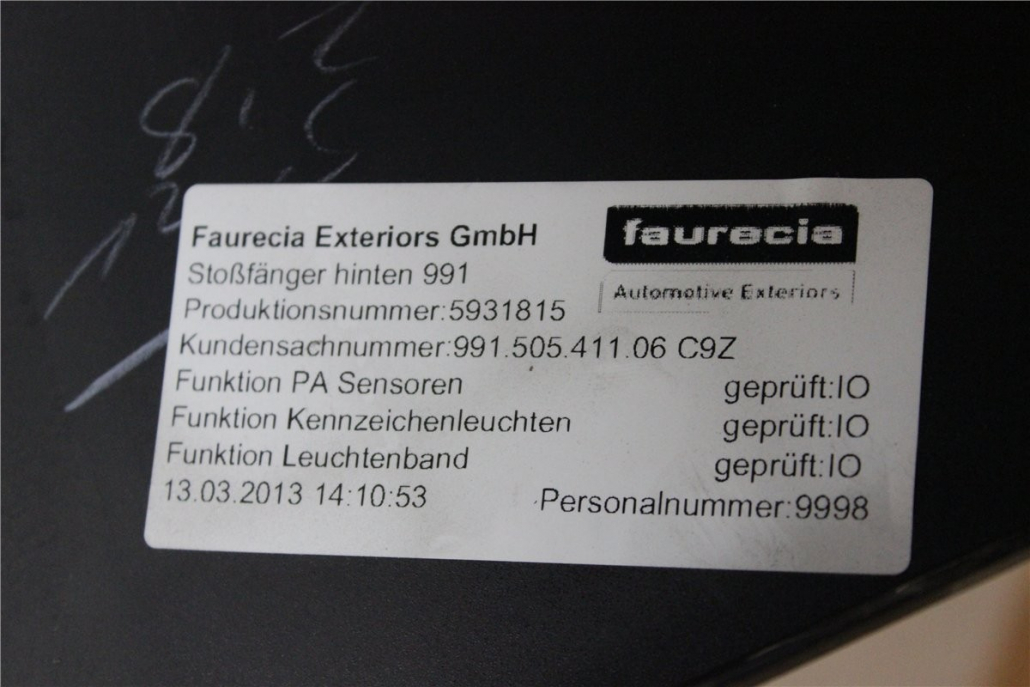 Faurecia Exteriors GmbH
faurecia
Automotive Exteriors
Stoßfänger hinten 991
Produktionsnummer:5931815
Kundensachnummer:991.505.411.06 C9Z
Funktion PA Sensoren geprüft:IO
Funktion Kennzeichenleuchten geprüft:IO
Funktion Leuchtenband geprüft:IO
13.03.2013 14:10:53 Personalnummer:9998